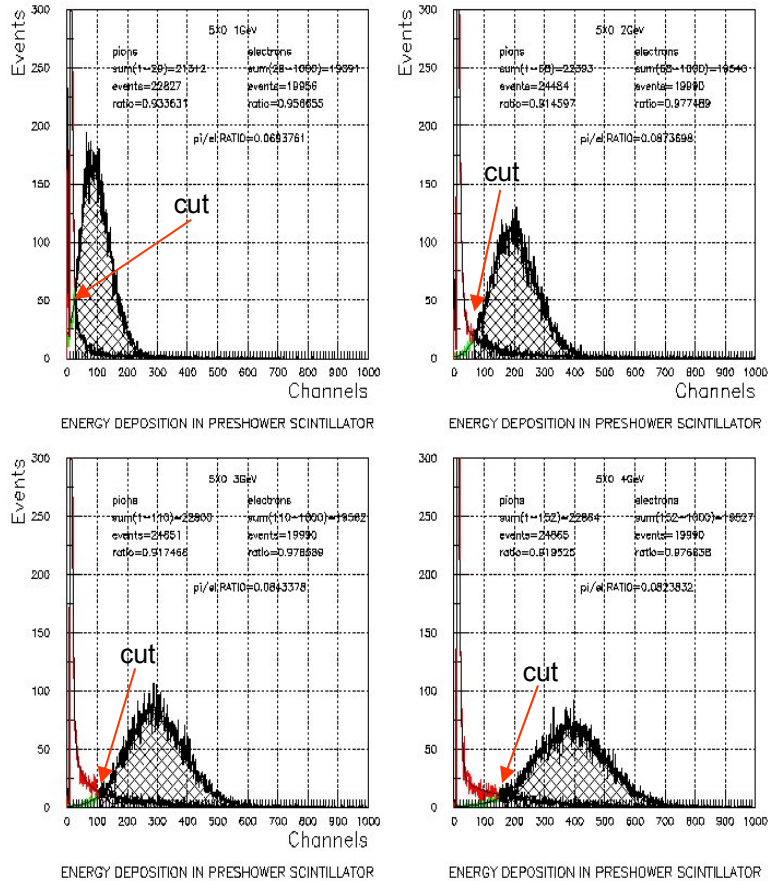 300
250
200
150
100
50
0
Events
5X0 1GeV
pions
sum(1-29)=21312
events=22827
ratio=0.933631
electrons
events=19956
ratio=0.956655
pi/el RATIO=0.0693761
cut
0 100 200 300 400 500 600 700 800 900 1000
Channels
ENERGY DEPOSITION IN PRESHOWER SCINTILLATOR
300
250
200
150
100
50
0
5X0 2GeV
pions
sum(1-68)=22393
events=24484
ratio=0.914597
electrons
sum(68-1000)=19540
events=19990
ratio=0.977489
pi/el RATIO=0.0873698
cut
0 100 200 300 400 500 600 700 800 900 1000
Channels
ENERGY DEPOSITION IN PRESHOWER SCINTILLATOR
300
250
200
150
100
50
0
Events
5X0 3GeV
pions
sum(1-110)=22800
events=24851
ratio=0.917468
electrons
sum(110-1000)=19562
events=19990
ratio=0.978589
pi/el RATIO=0.0843378
cut
0 100 200 300 400 500 600 700 800 900 1000
Channels
ENERGY DEPOSITION IN PRESHOWER SCINTILLATOR
300
250
200
150
100
50
0
5X0 4GeV
pions
sum(1-152)=22864
events=24865
ratio=0.919525
electrons
sum(152-1000)=19527
events=19990
ratio=0.976838
pi/el RATIO=0.0823832
cut
0 100 200 300 400 500 600 700 800 900 1000
ENERGY DEPOSITION IN PRESHOWER SCINTILLATOR